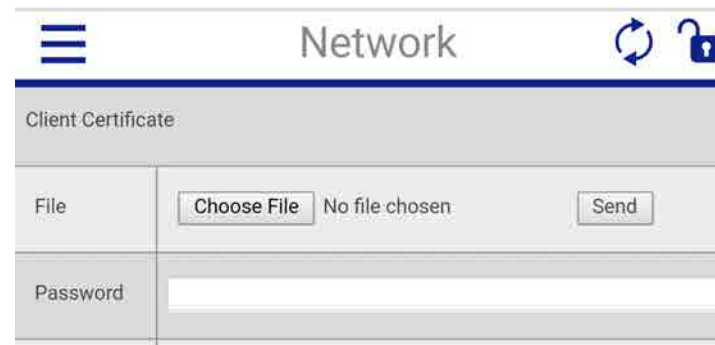 Network
Client Certificate
File Choose File No file chosen Send
Password